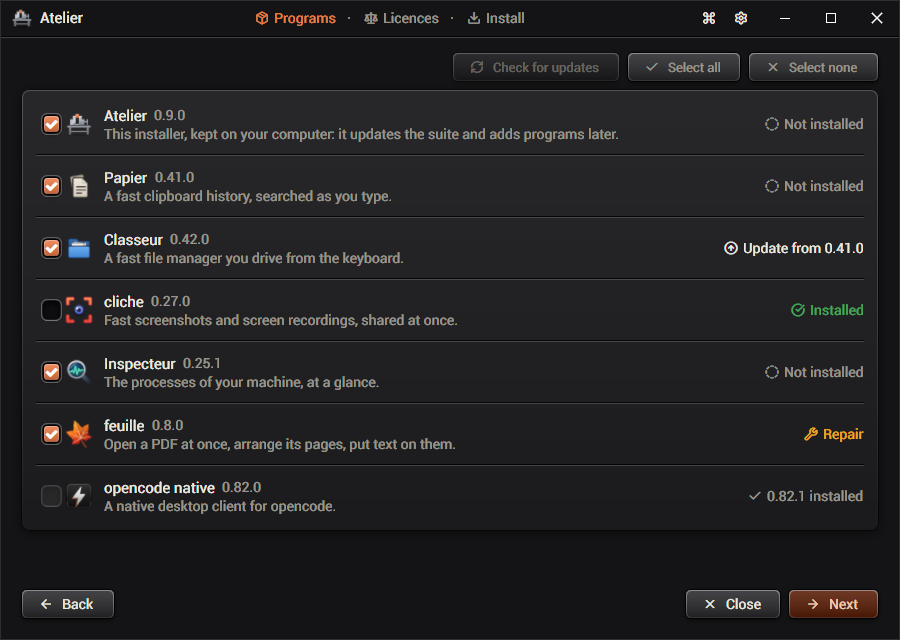 Atelier
Programs · Licences · Install
Check for updates
Select all
Select none
Atelier 0.9.0
This installer, kept on your computer: it updates the suite and adds programs later.
Not installed
Papier 0.41.0
A fast clipboard history, searched as you type.
Not installed
Classeur 0.42.0
A fast file manager you drive from the keyboard.
Update from 0.41.0
cliche 0.27.0
Fast screenshots and screen recordings, shared at once.
Installed
Inspecteur 0.25.1
The processes of your machine, at a glance.
Not installed
feuille 0.8.0
Open a PDF at once, arrange its pages, put text on them.
Repair
opencode native 0.82.0
A native desktop client for opencode.
0.82.1 installed
Back
Close
Next